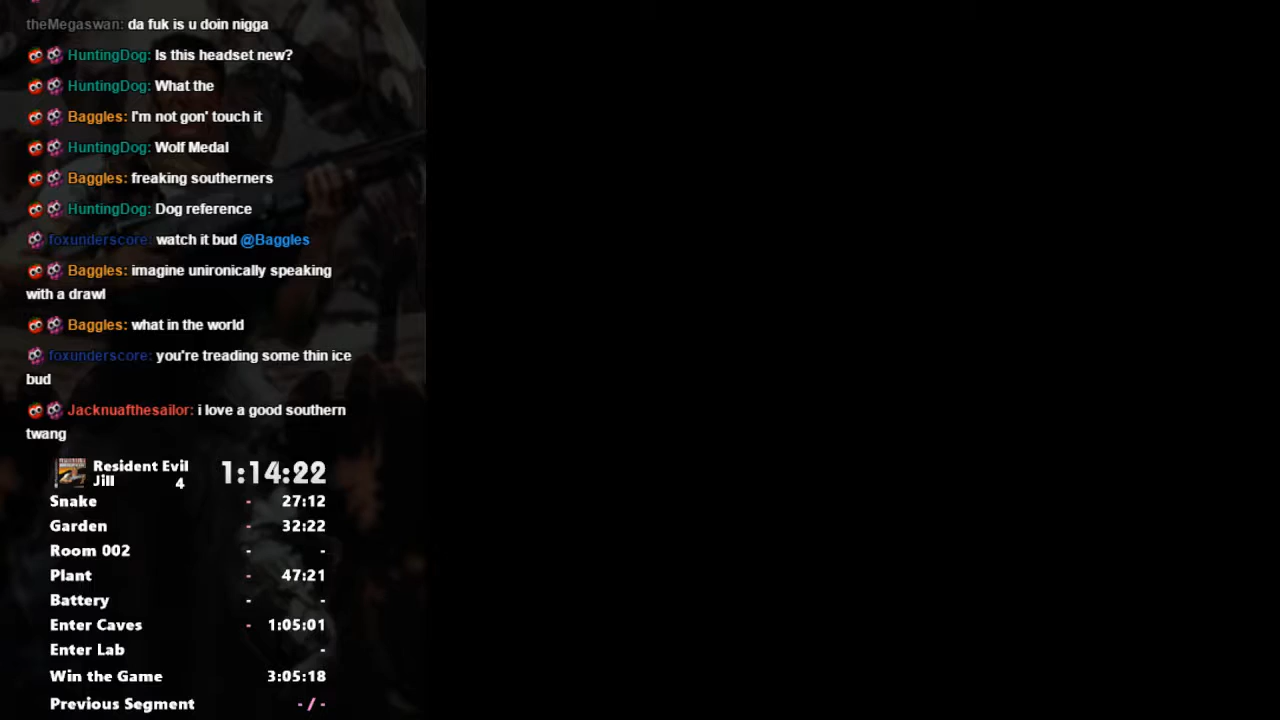 theMegaswan: da fuk is u doin nigga
HuntingDog: Is this headset new?
HuntingDog: What the
Baggles: I'm not gon' touch it
HuntingDog: Wolf Medal
Baggles: freaking southerners
HuntingDog: Dog reference
foxunderscore: watch it bud @Baggles
Baggles: imagine unironically speaking
with a drawl
Baggles: what in the world
foxunderscore: you're treading some thin ice
bud
Jacknuafthesailor: i love a good southern
twang
Resident Evil 1:14:22
Jill 4
Snake - 27:12
Garden - 32:22
Room 002 - -
Plant - 47:21
Battery - -
Enter Caves - 1:05:01
Enter Lab -
Win the Game 3:05:18
Previous Segment - / -